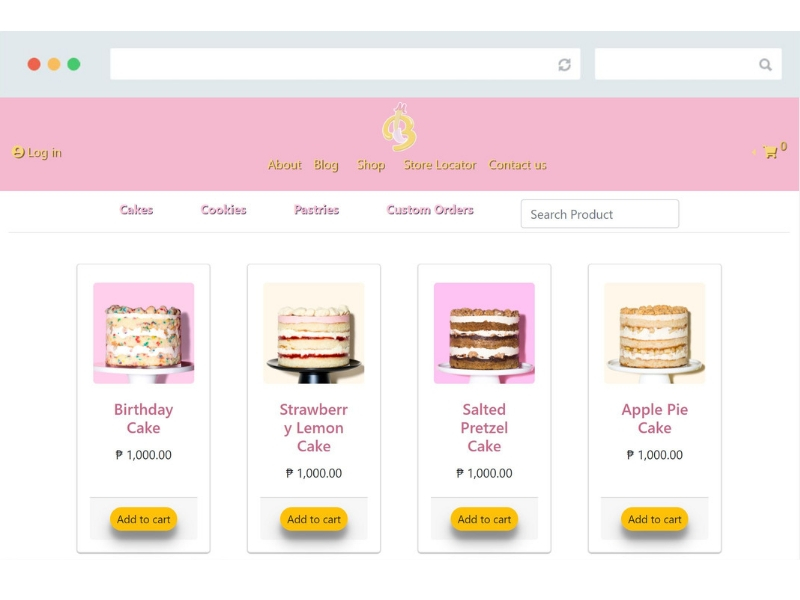 Log in
B
0
About Blog Shop Store Locator Contact us
Cakes Cookies Pastries Custom Orders Search Product
Birthday
Cake
₱ 1,000.00
Add to cart
Strawberr
y Lemon
Cake
₱ 1,000.00
Add to cart
Salted
Pretzel
Cake
₱ 1,000.00
Add to cart
Apple Pie
Cake
₱ 1,000.00
Add to cart